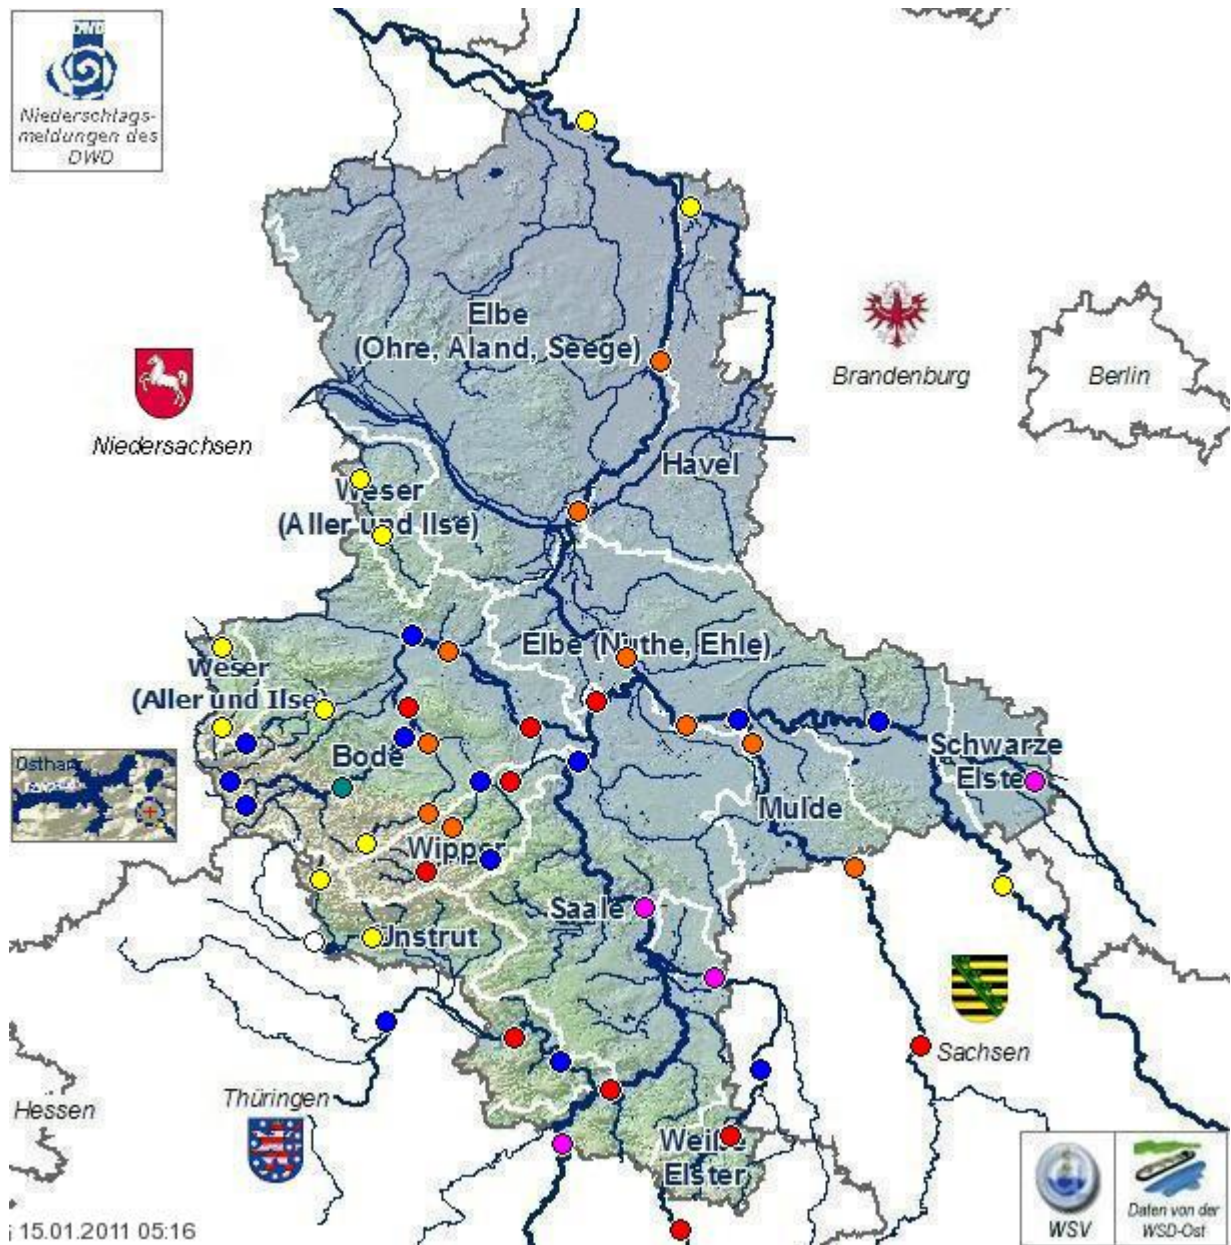 Niederschlags-
meldungen des
DWD
Elbe
(Ohre, Aland, Seege)
Brandenburg
Berlin
Niedersachsen
Havel
Weser
(Aller und Ilse)
Elbe (Nuthe, Ehle)
Weser
(Aller und Ilse)
Bode
Schwarze
Elster
Mulde
Wipper
Saale
Unstrut
Sachsen
Thüringen
Hessen
Weiße
Elster
WSV
Daten von der
WSD-Ost
15.01.2011 05:16